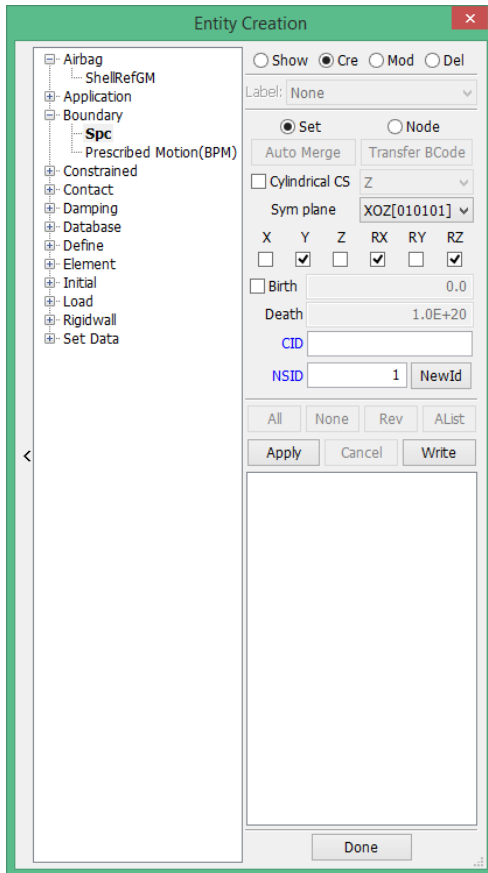 Entity Creation
Airbag
ShellRefGM
Application
Boundary
Spc
Prescribed Motion(BPM)
Constrained
Contact
Damping
Database
Define
Element
Initial
Load
Rigidwall
Set Data
Show Cre Mod Del
Label: None
Set Node
Auto Merge Transfer BCode
Cylindrical CS Z
Sym plane XOZ[010101]
X Y Z RX RY RZ
Birth 0.0
Death 1.0E+20
CID
NSID 1 NewId
All None Rev AList
Apply Cancel Write
Done